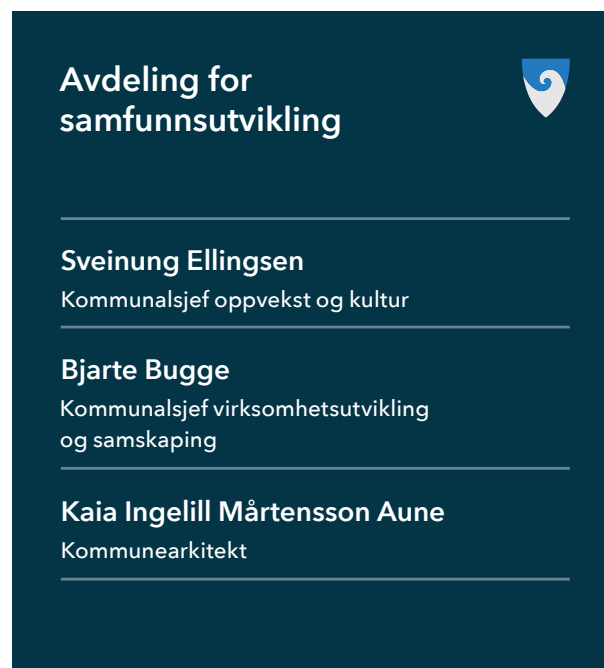 Avdeling for
samfunnsutvikling
Sveinung Ellingsen
Kommunalsjef oppvekst og kultur
Bjarte Bugge
Kommunalsjef virksomhetsutvikling
og samskaping
Kaia Ingelill Mårtensson Aune
Kommunearkitekt